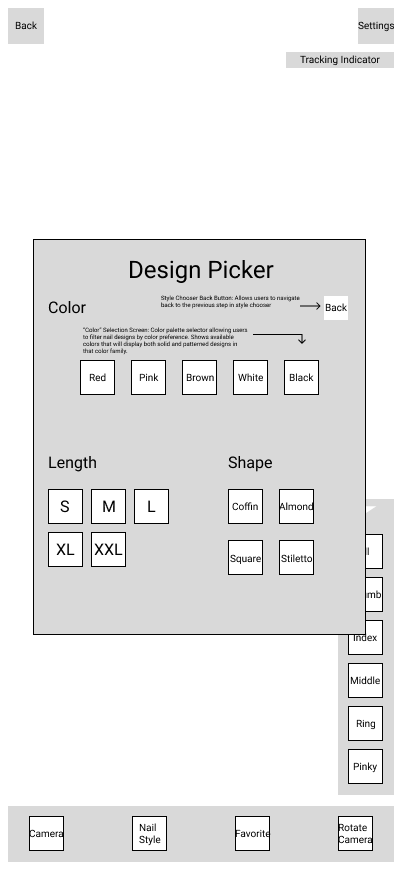 Back
Settings
Tracking Indicator
Design Picker
Color
Style Chooser Back Button: Allows users to navigate
back to the previous step in style chooser
Back
"Color" Selection Screen: Color palette selector allowing users
to filter nail designs by color preference. Shows available
colors that will display both solid and patterned designs in
that color family.
Red
Pink
Brown
White
Black
Length
Shape
S
M
L
XL
XXL
Coffin
Almond
Square
Stiletto
Index
Middle
Ring
Pinky
Camera
Nail
Style
Favorite
Rotate
Camera